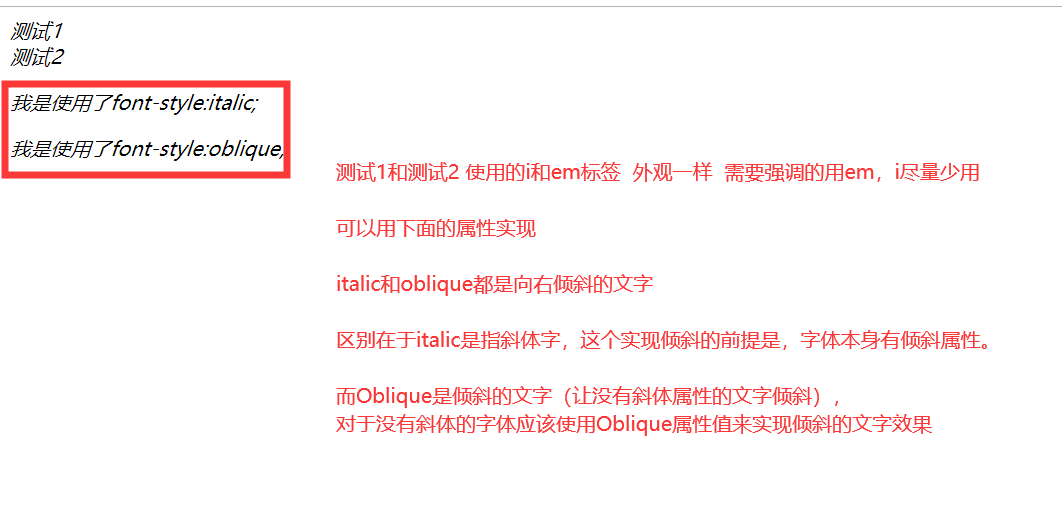 测试1
测试2
我是使用了font-style:italic;
我是使用了font-style:oblique;
测试1和测试2 使用的i和em标签 外观一样 需要强调的用em，i尽量少用
可以用下面的属性实现
italic和oblique都是向右倾斜的文字
区别在于italic是指斜体字，这个实现倾斜的前提是，字体本身有倾斜属性。
而Oblique是倾斜的文字（让没有斜体属性的文字倾斜），
对于没有斜体的字体应该使用Oblique属性值来实现倾斜的文字效果